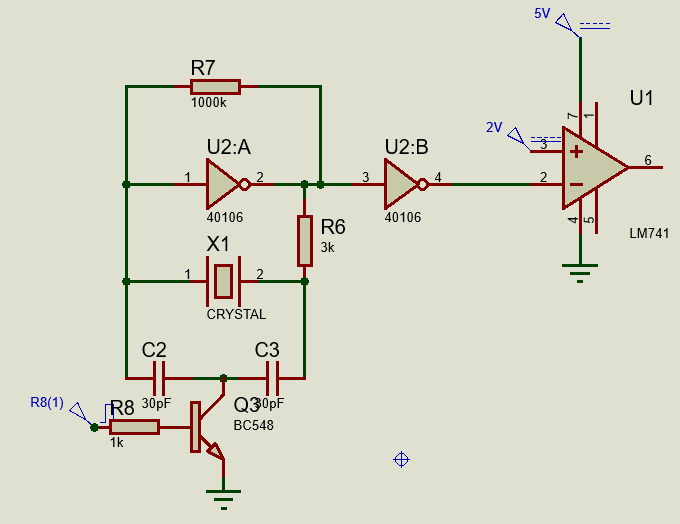 5V
R7
1000k
U1
7
1
2V
3
6
2
4
5
LM741
U2:A
1
2
40106
U2:B
3
4
40106
R6
3k
X1
1
2
CRYSTAL
C2
30pF
C3
30pF
R8(1)
R8
1k
Q3
BC548